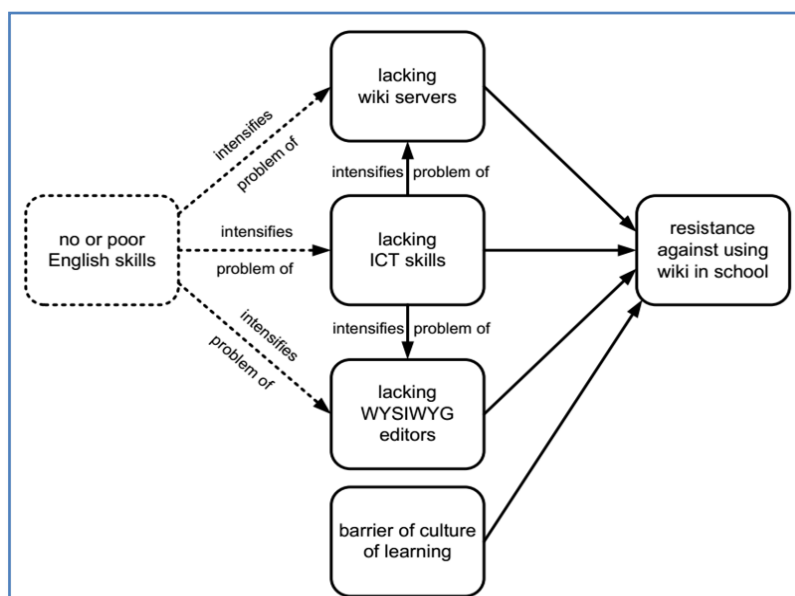 lacking
wiki servers
intensifies
problem of
intensifies problem of
no or poor
English skills
intensifies
problem of
lacking
ICT skills
resistance
against using
wiki in school
intensifies
problem of
intensifies problem of
lacking
WYSIWYG
editors
barrier of culture
of learning